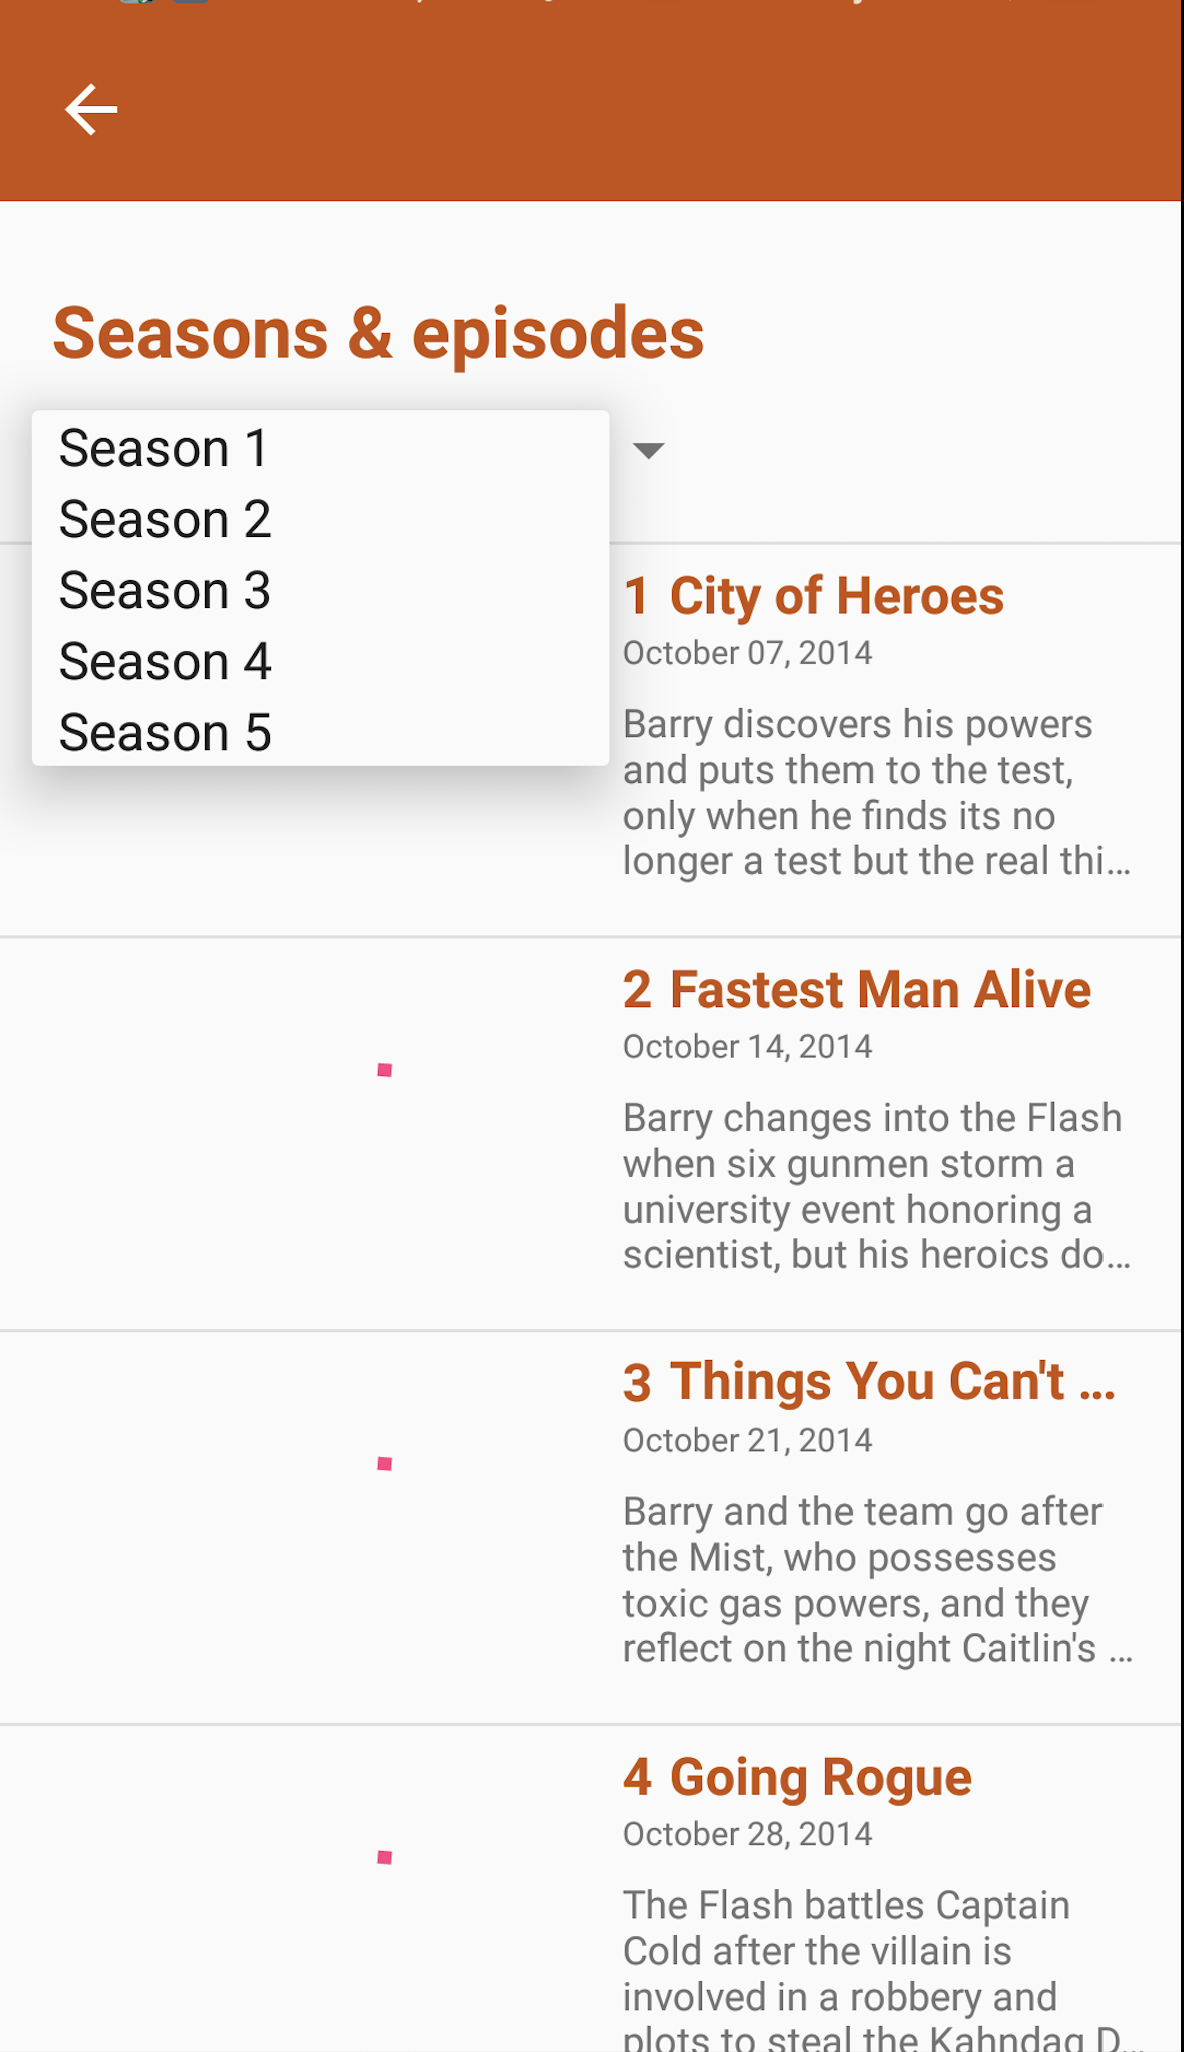 Seasons & episodes
Season 1
Season 2
Season 3
Season 4
Season 5
1 City of Heroes
October 07, 2014
Barry discovers his powers
and puts them to the test,
only when he finds its no
longer a test but the real thi...
2 Fastest Man Alive
October 14, 2014
Barry changes into the Flash
when six gunmen storm a
university event honoring a
scientist, but his heroics do...
3 Things You Can't ...
October 21, 2014
Barry and the team go after
the Mist, who possesses
toxic gas powers, and they
reflect on the night Caitlin's ...
4 Going Rogue
October 28, 2014
The Flash battles Captain
Cold after the villain is
involved in a robbery and
plots to steal the Kahndaq D...